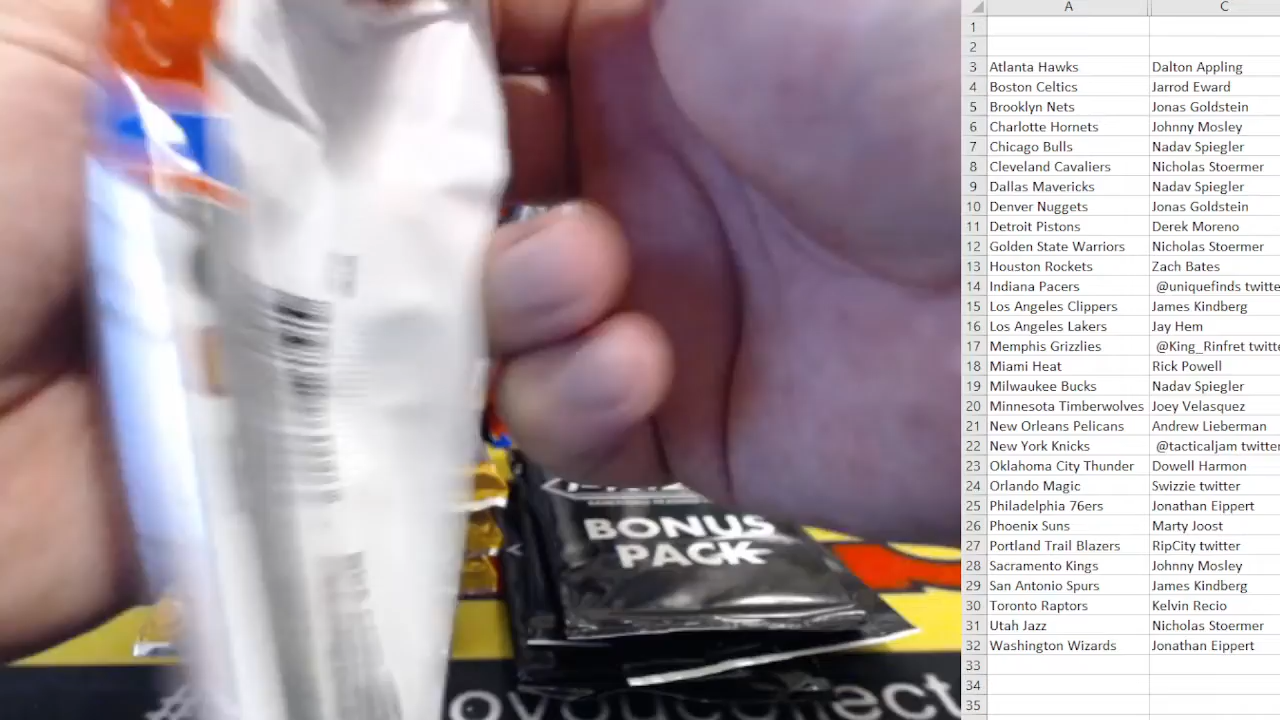 BONUS
PACK
A C
1
2
3 Atlanta Hawks Dalton Appling
4 Boston Celtics Jarrod Eward
5 Brooklyn Nets Jonas Goldstein
6 Charlotte Hornets Johnny Mosley
7 Chicago Bulls Nadav Spiegler
8 Cleveland Cavaliers Nicholas Stoermer
9 Dallas Mavericks Nadav Spiegler
10 Denver Nuggets Jonas Goldstein
11 Detroit Pistons Derek Moreno
12 Golden State Warriors Nicholas Stoermer
13 Houston Rockets Zach Bates
14 Indiana Pacers @uniquefinds twitte
15 Los Angeles Clippers James Kindberg
16 Los Angeles Lakers Jay Hem
17 Memphis Grizzlies @King_Rinfret twitte
18 Miami Heat Rick Powell
19 Milwaukee Bucks Nadav Spiegler
20 Minnesota Timberwolves Joey Velasquez
21 New Orleans Pelicans Andrew Lieberman
22 New York Knicks @tacticaljam twitter
23 Oklahoma City Thunder Dowell Harmon
24 Orlando Magic Swizzie twitter
25 Philadelphia 76ers Jonathan Eippert
26 Phoenix Suns Marty Joost
27 Portland Trail Blazers RipCity twitter
28 Sacramento Kings Johnny Mosley
29 San Antonio Spurs James Kindberg
30 Toronto Raptors Kelvin Recio
31 Utah Jazz Nicholas Stoermer
32 Washington Wizards Jonathan Eippert
33
34
35